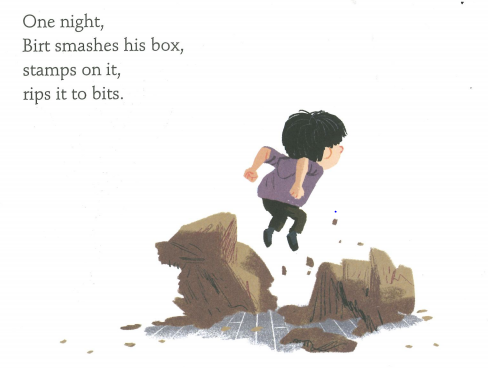 One night,
Birt smashes his box,
stamps on it,
rips it to bits.